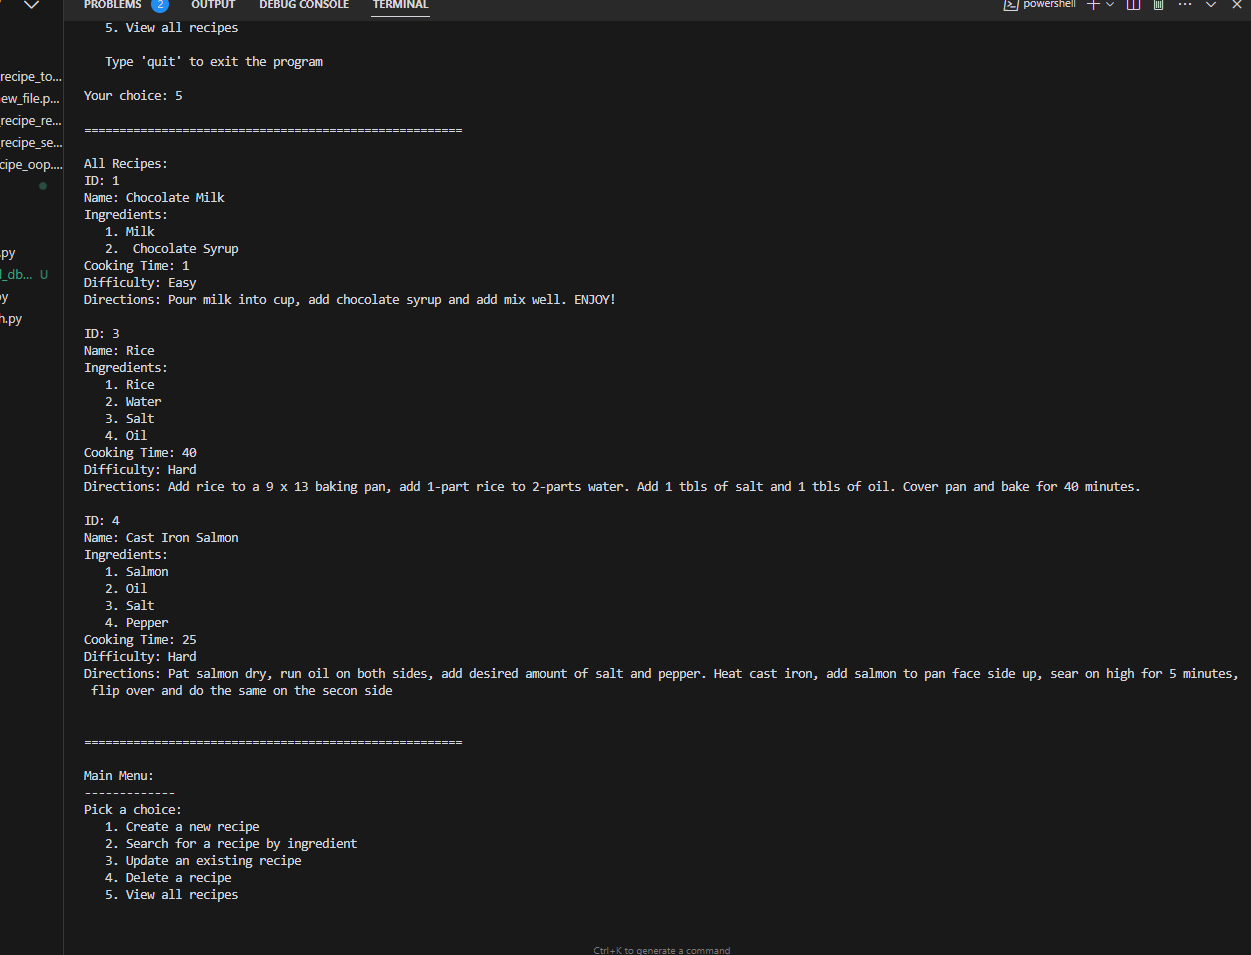 PROBLEMS 2 OUTPUT DEBUG CONSOLE TERMINAL powershell
recipe_to...
ew_file.p...
recipe_re...
recipe_se...
cipe_oop....
.py
l_db... U
py
h.py
5. View all recipes
Type 'quit' to exit the program
Your choice: 5
======================================================
All Recipes:
ID: 1
Name: Chocolate Milk
Ingredients:
1. Milk
2.  Chocolate Syrup
Cooking Time: 1
Difficulty: Easy
Directions: Pour milk into cup, add chocolate syrup and add mix well. ENJOY!
ID: 3
Name: Rice
Ingredients:
1. Rice
2. Water
3. Salt
4. Oil
Cooking Time: 40
Difficulty: Hard
Directions: Add rice to a 9 x 13 baking pan, add 1-part rice to 2-parts water. Add 1 tbls of salt and 1 tbls of oil. Cover pan and bake for 40 minutes.
ID: 4
Name: Cast Iron Salmon
Ingredients:
1. Salmon
2. Oil
3. Salt
4. Pepper
Cooking Time: 25
Difficulty: Hard
Directions: Pat salmon dry, run oil on both sides, add desired amount of salt and pepper. Heat cast iron, add salmon to pan face side up, sear on high for 5 minutes,
flip over and do the same on the secon side
======================================================
Main Menu:
-------------
Pick a choice:
1. Create a new recipe
2. Search for a recipe by ingredient
3. Update an existing recipe
4. Delete a recipe
5. View all recipes
Ctrl+K to generate a command